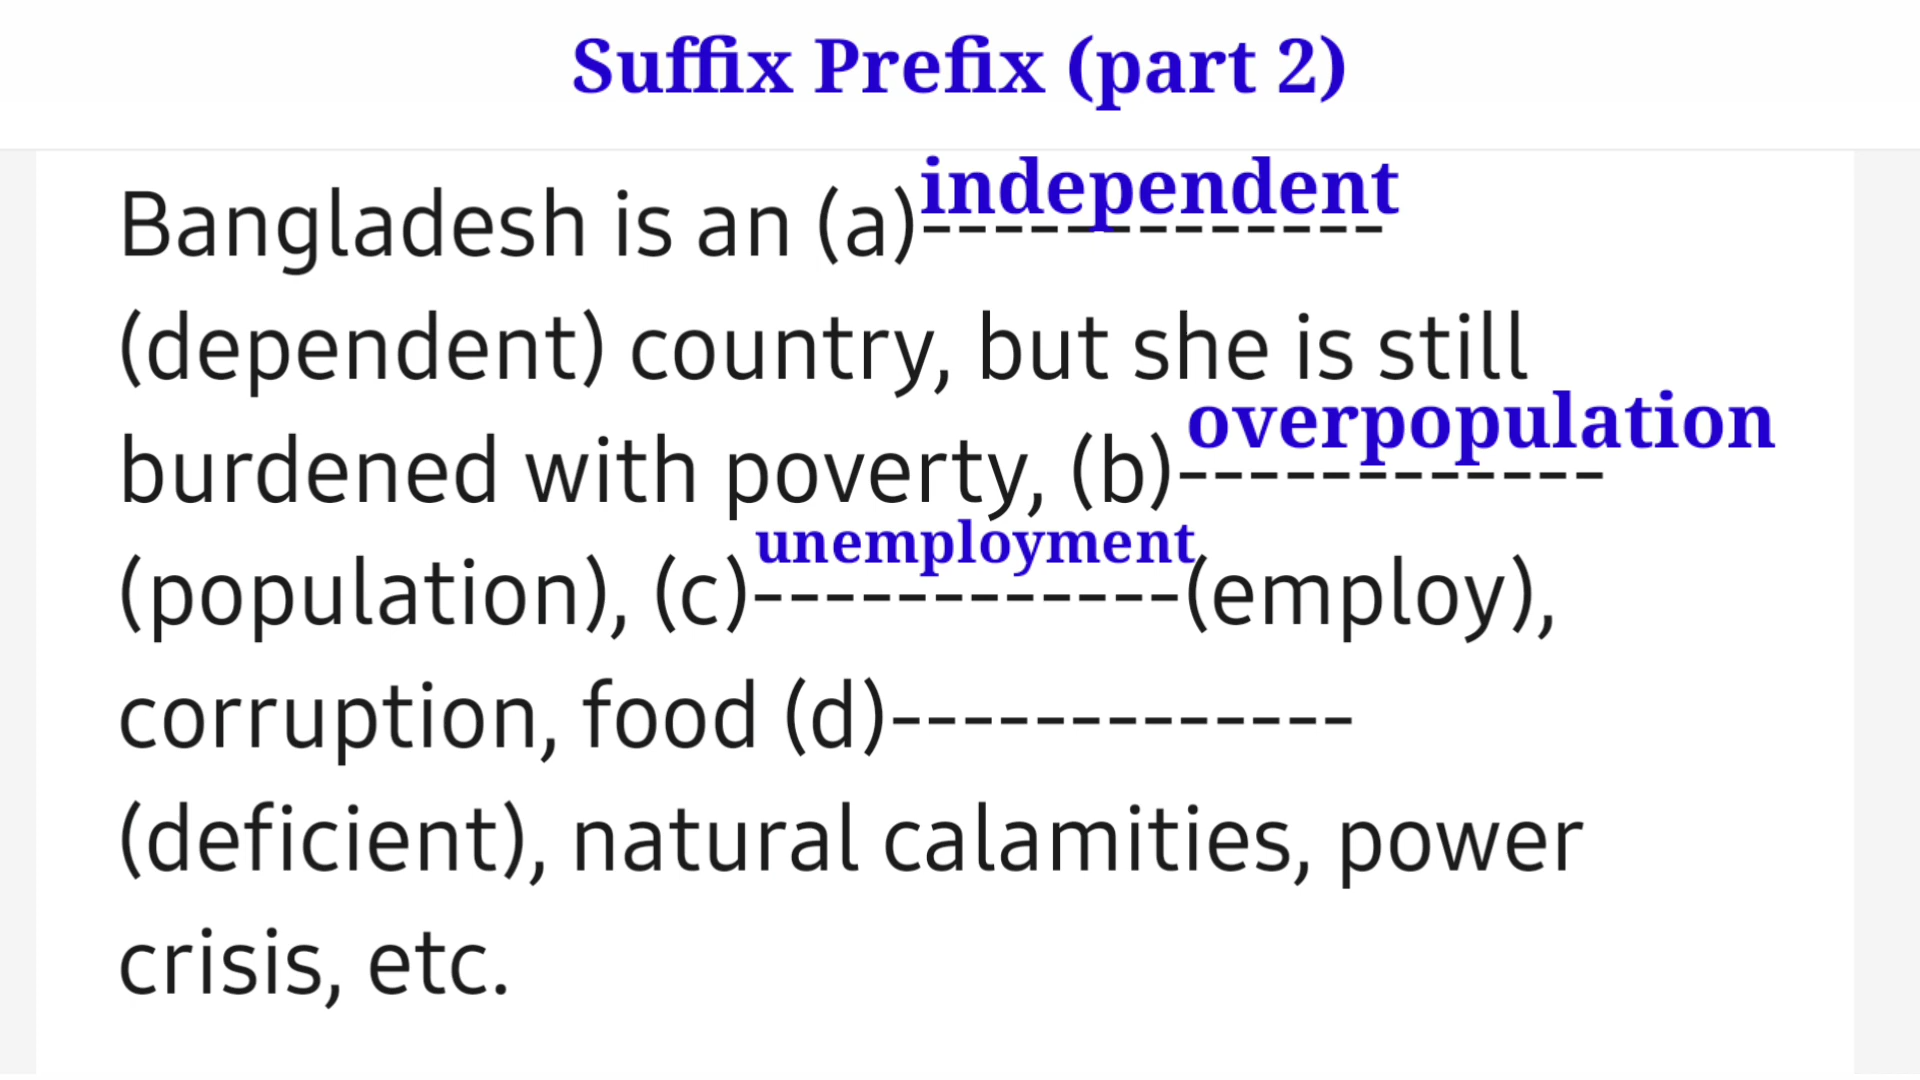 Suffix Prefix (part 2)
Bangladesh is an (a)-------------independent
(dependent) country, but she is still
burdened with poverty, (b)------------overpopulation
(population), (c)------------unemployment(employ),
corruption, food (d)-------------
(deficient), natural calamities, power
crisis, etc.